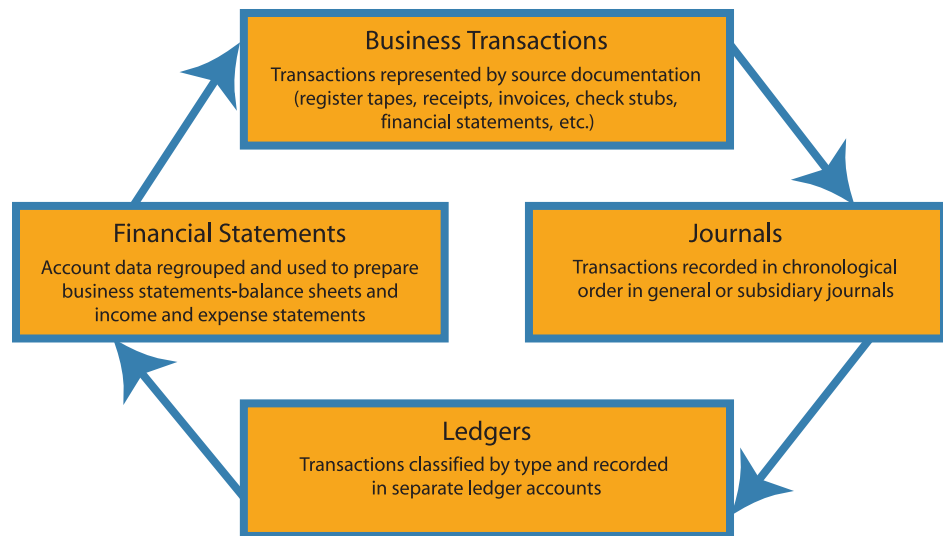 Business Transactions
Transactions represented by source documentation
(register tapes, receipts, invoices, check stubs,
financial statements, etc.)
Financial Statements
Account data regrouped and used to prepare
business statements-balance sheets and
income and expense statements
Journals
Transactions recorded in chronological
order in general or subsidiary journals
Ledgers
Transactions classified by type and recorded
in separate ledger accounts